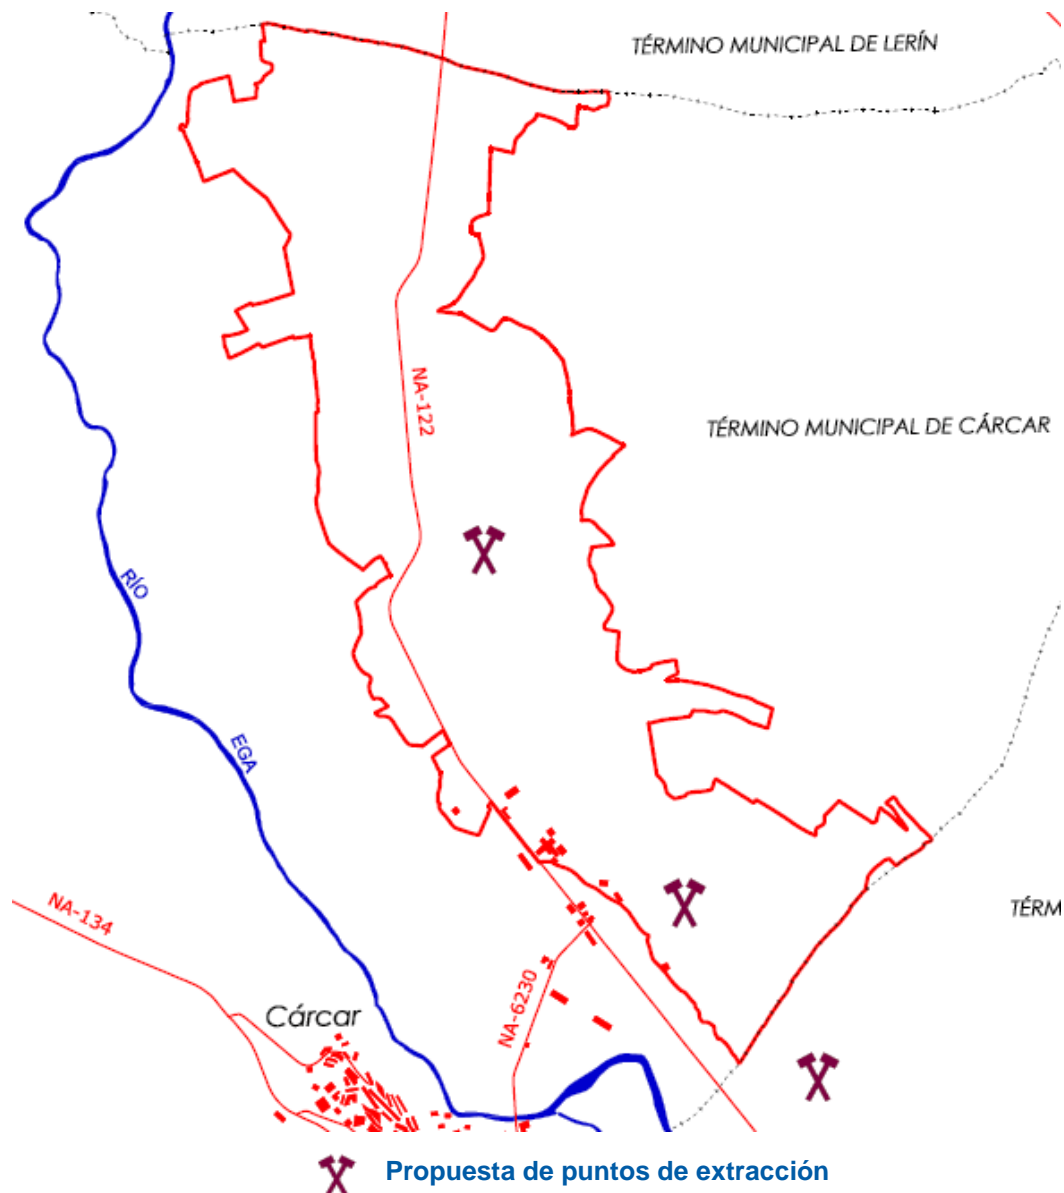 TÉRMINO MUNICIPAL DE LERÍN
NA-122
TÉRMINO MUNICIPAL DE CÁRCAR
RÍO
EGA
NA-134
TÉRM
NA-6230
Cárcar
Propuesta de puntos de extracción